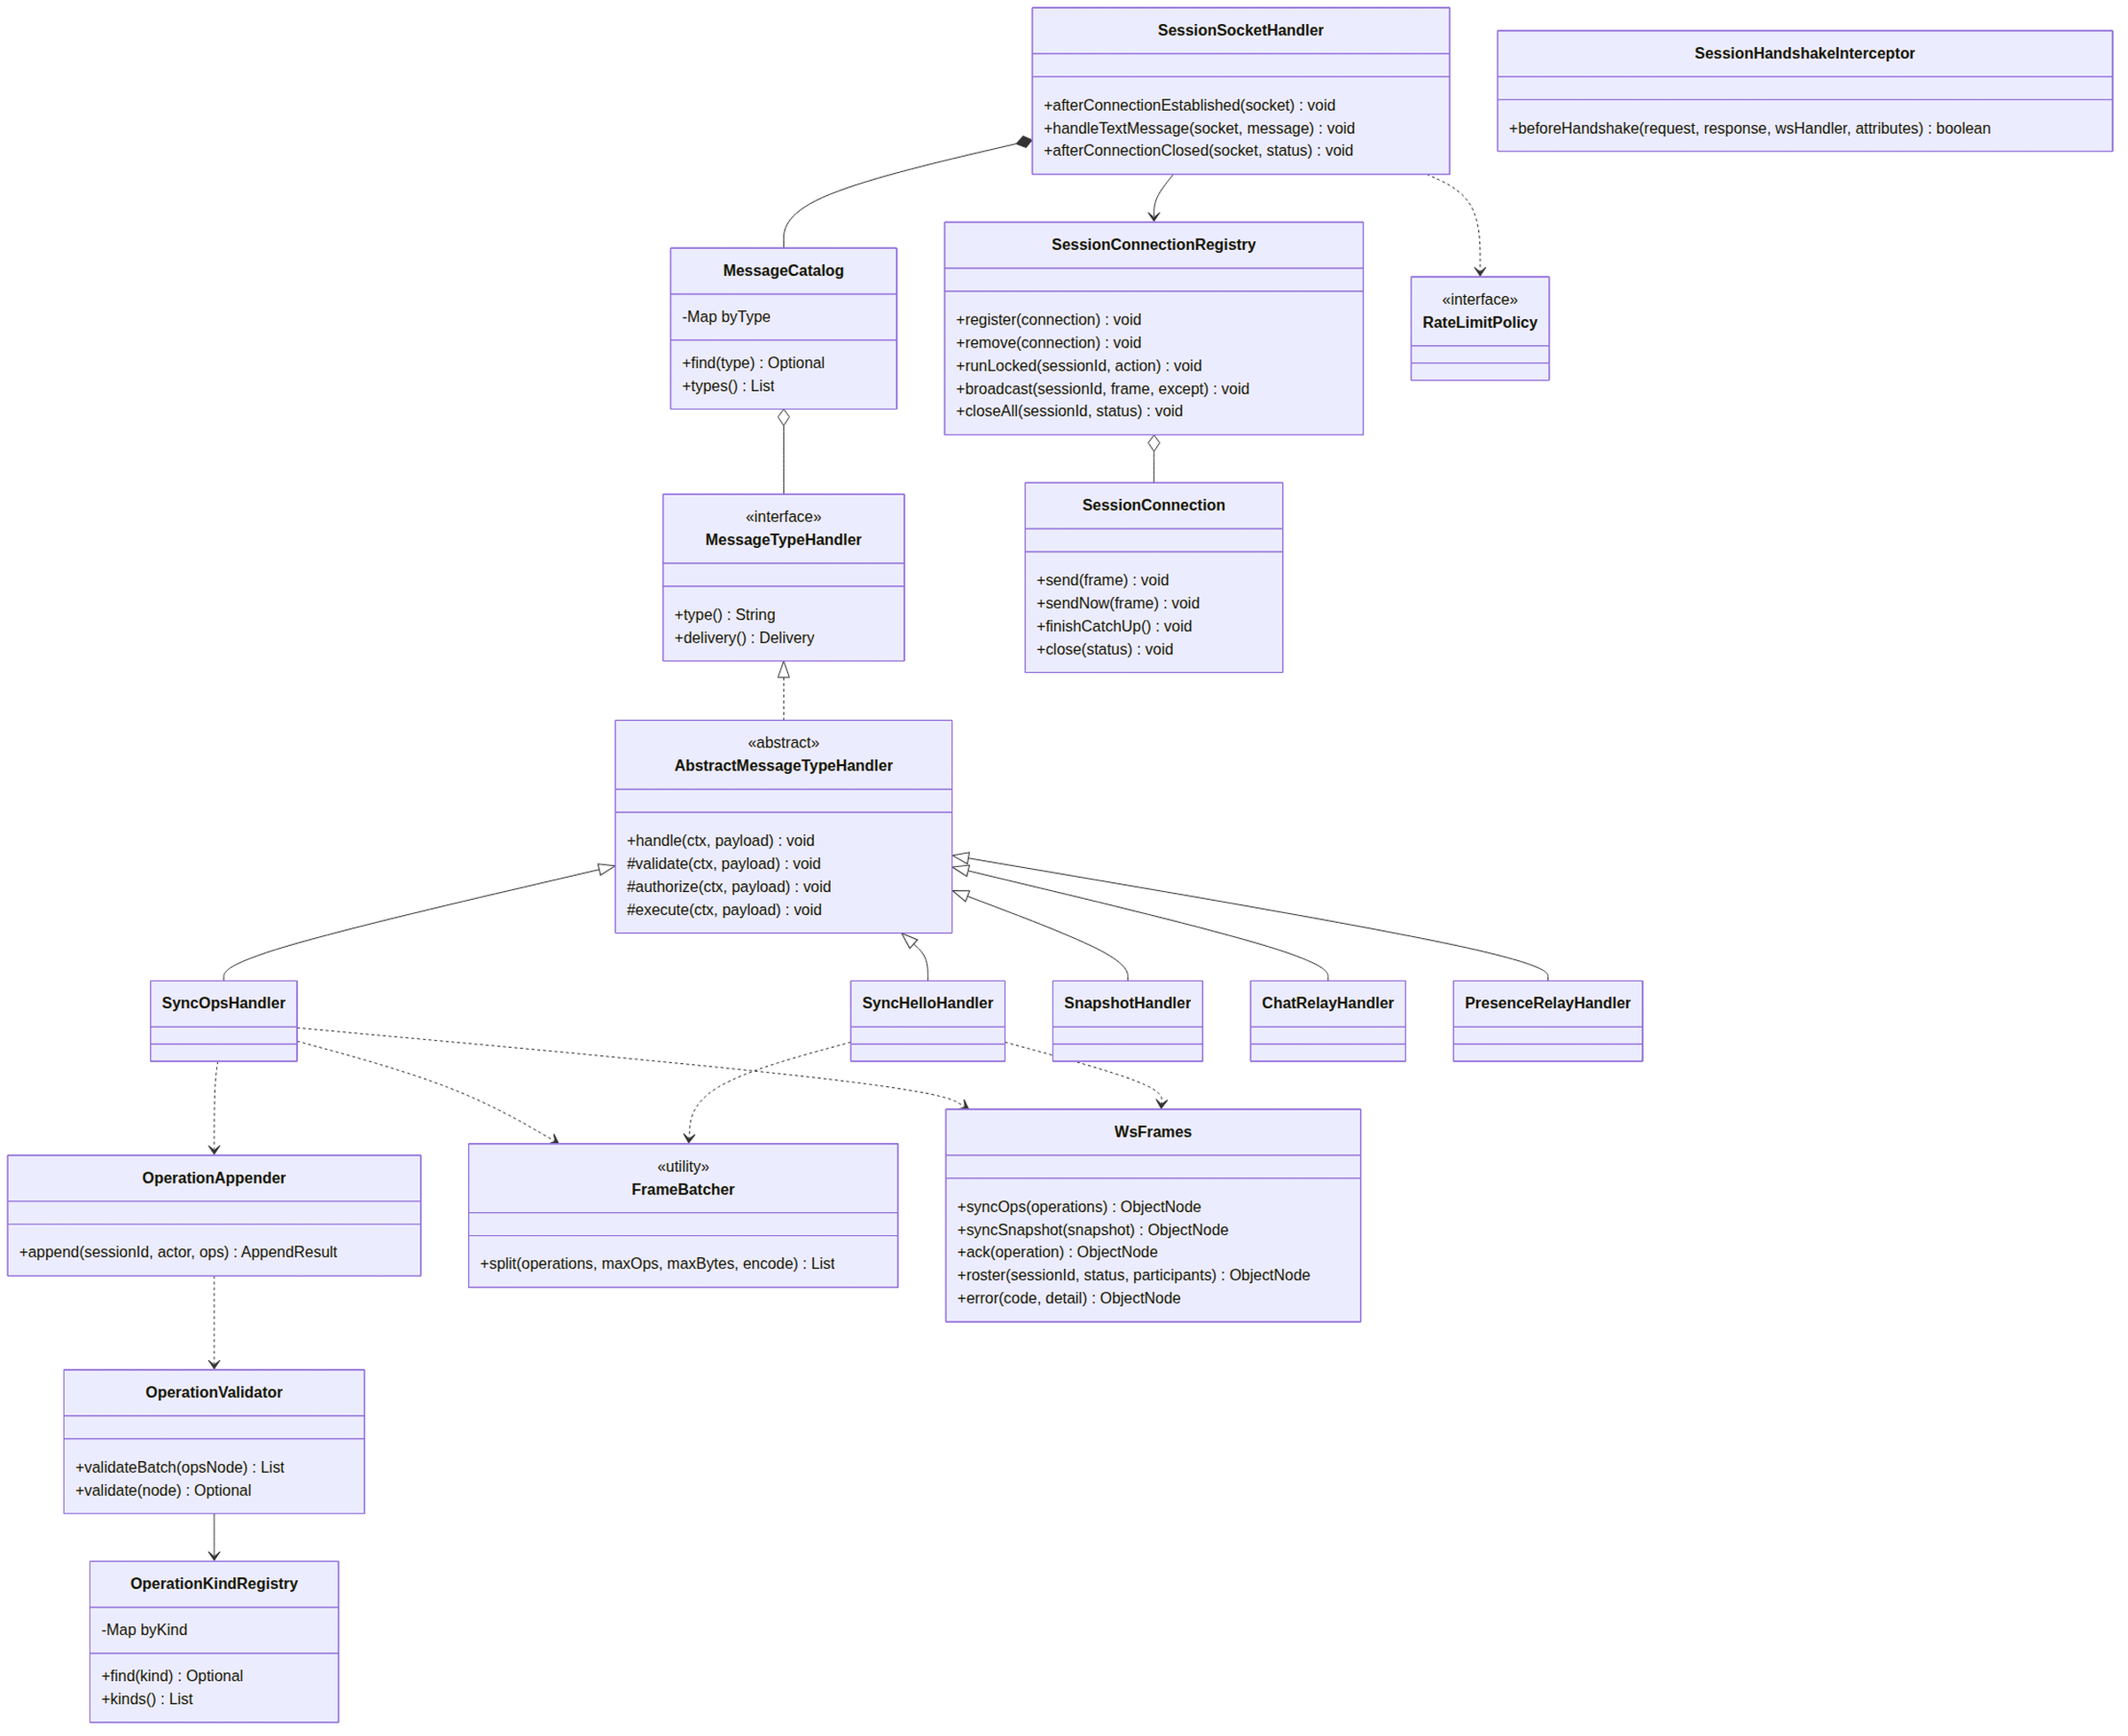 SessionSocketHandler
+afterConnectionEstablished(socket) : void
+handleTextMessage(socket, message) : void
+afterConnectionClosed(socket, status) : void
SessionHandshakeInterceptor
+beforeHandshake(request, response, wsHandler, attributes) : boolean
MessageCatalog
-Map byType
+find(type) : Optional
+types() : List
SessionConnectionRegistry
+register(connection) : void
+remove(connection) : void
+runLocked(sessionId, action) : void
+broadcast(sessionId, frame, except) : void
+closeAll(sessionId, status) : void
«interface»
RateLimitPolicy
«interface»
MessageTypeHandler
+type() : String
+delivery() : Delivery
SessionConnection
+send(frame) : void
+sendNow(frame) : void
+finishCatchUp() : void
+close(status) : void
«abstract»
AbstractMessageTypeHandler
+handle(ctx, payload) : void
#validate(ctx, payload) : void
#authorize(ctx, payload) : void
#execute(ctx, payload) : void
SyncOpsHandler
SyncHelloHandler
SnapshotHandler
ChatRelayHandler
PresenceRelayHandler
OperationAppender
+append(sessionId, actor, ops) : AppendResult
«utility»
FrameBatcher
+split(operations, maxOps, maxBytes, encode) : List
WsFrames
+syncOps(operations) : ObjectNode
+syncSnapshot(snapshot) : ObjectNode
+ack(operation) : ObjectNode
+roster(sessionId, status, participants) : ObjectNode
+error(code, detail) : ObjectNode
OperationValidator
+validateBatch(opsNode) : List
+validate(node) : Optional
OperationKindRegistry
-Map byKind
+find(kind) : Optional
+kinds() : List